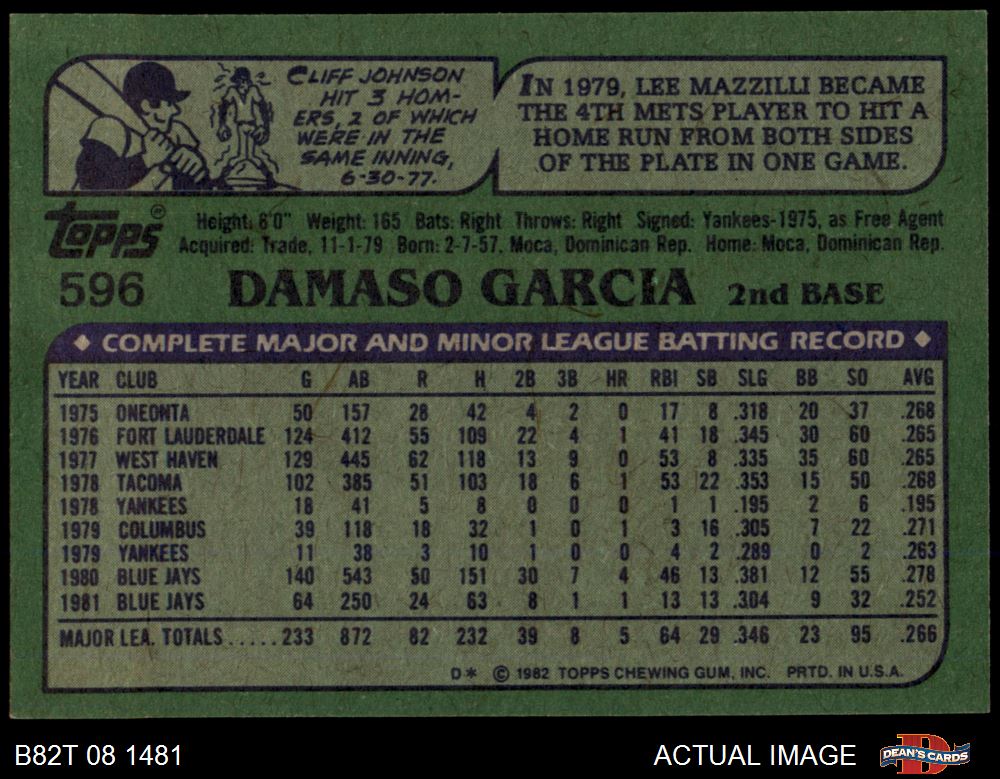 CLIFF JOHNSON
HIT 3 HOM-
ERS, 2 OF WHICH
WERE IN THE
SAME INNING,
6-30-77.
IN 1979, LEE MAZZILLI BECAME
THE 4TH METS PLAYER TO HIT A
HOME RUN FROM BOTH SIDES
OF THE PLATE IN ONE GAME.
TOPPS®
Height: 6'0" Weight: 165 Bats: Right Throws: Right Signed: Yankees-1975, as Free Agent
Acquired: Trade, 11-1-79 Born: 2-7-57, Moca, Dominican Rep. Home: Moca, Dominican Rep.
596 DAMASO GARCIA 2nd BASE
◆ COMPLETE MAJOR AND MINOR LEAGUE BATTING RECORD ◆
YEAR CLUB G AB R H 2B 3B HR RBI SB SLG BB SO AVG
1975 ONEONTA 50 157 28 42 4 2 0 17 8 .318 20 37 .268
1976 FORT LAUDERDALE 124 412 55 109 22 4 1 41 18 .345 30 60 .265
1977 WEST HAVEN 129 445 62 118 13 9 0 53 8 .335 35 60 .265
1978 TACOMA 102 385 51 103 18 6 1 53 22 .353 15 50 .268
1978 YANKEES 18 41 5 8 0 0 0 1 1 .195 2 6 .195
1979 COLUMBUS 39 118 18 32 1 0 1 3 16 .305 7 22 .271
1979 YANKEES 11 38 3 10 1 0 0 4 2 .289 0 2 .263
1980 BLUE JAYS 140 543 50 151 30 7 4 46 13 .381 12 55 .278
1981 BLUE JAYS 64 250 24 63 8 1 1 13 13 .304 9 32 .252
MAJOR LEA. TOTALS.....233 872 82 232 39 8 5 64 29 .346 23 95 .266
D* © 1982 TOPPS CHEWING GUM, INC. PRTD. IN U.S.A.
B82T 08 1481 ACTUAL IMAGE DEAN'S CARDS